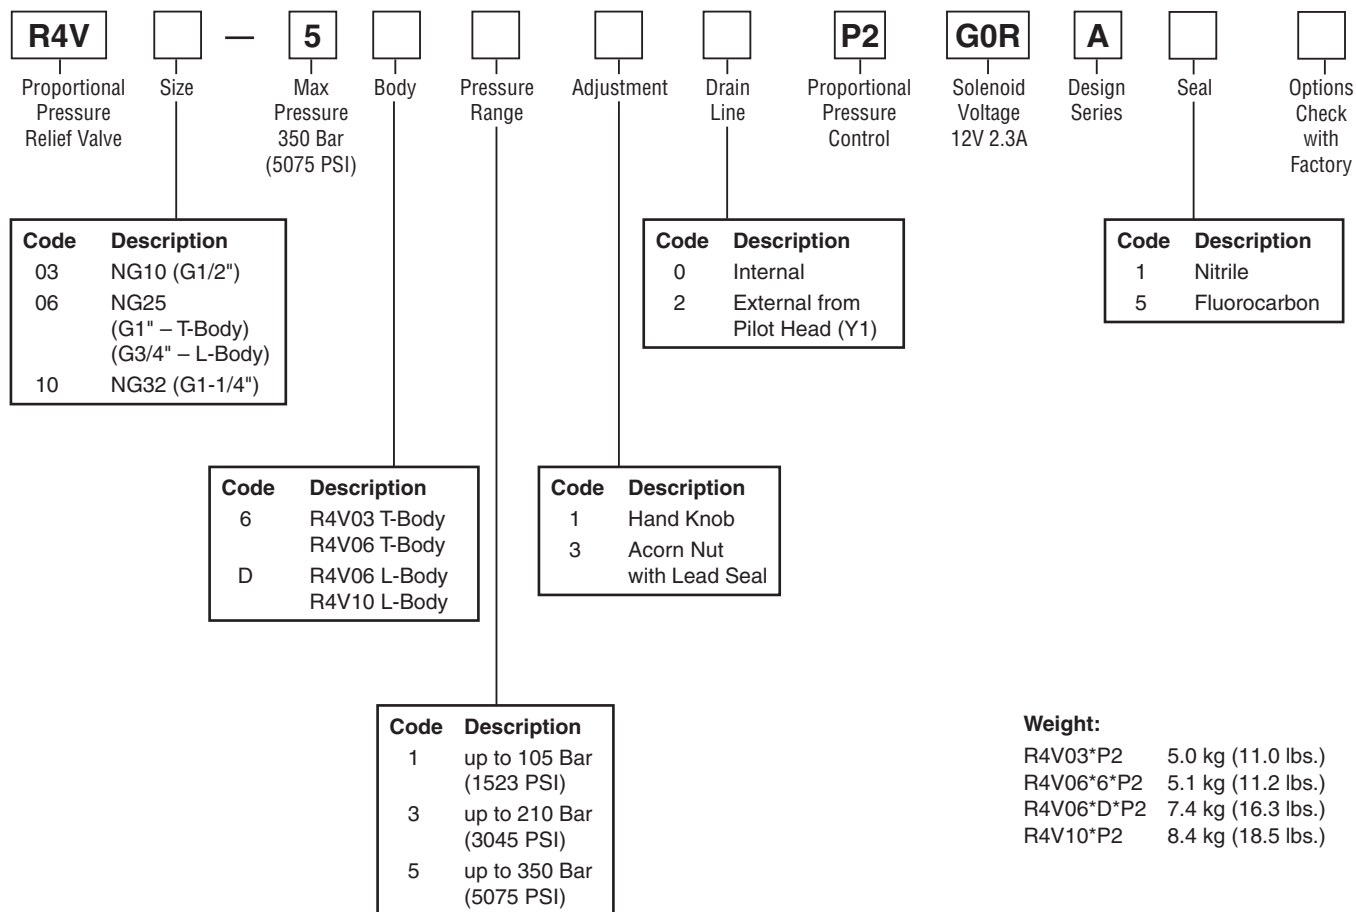 R4V — 5 P2 G0R A
Proportional
Pressure
Relief Valve
Size
Max
Pressure
350 Bar
(5075 PSI)
Body
Pressure
Range
Adjustment
Drain
Line
Proportional
Pressure
Control
Solenoid
Voltage
12V 2.3A
Design
Series
Seal
Options
Check
with
Factory
Code Description
03 NG10 (G1/2")
06 NG25
(G1" – T-Body)
(G3/4" – L-Body)
10 NG32 (G1-1/4")
Code Description
0 Internal
2 External from
Pilot Head (Y1)
Code Description
1 Nitrile
5 Fluorocarbon
Code Description
6 R4V03 T-Body
R4V06 T-Body
D R4V06 L-Body
R4V10 L-Body
Code Description
1 Hand Knob
3 Acorn Nut
with Lead Seal
Code Description
1 up to 105 Bar
(1523 PSI)
3 up to 210 Bar
(3045 PSI)
5 up to 350 Bar
(5075 PSI)
Weight:
R4V03*P2 5.0 kg (11.0 lbs.)
R4V06*6*P2 5.1 kg (11.2 lbs.)
R4V06*D*P2 7.4 kg (16.3 lbs.)
R4V10*P2 8.4 kg (18.5 lbs.)